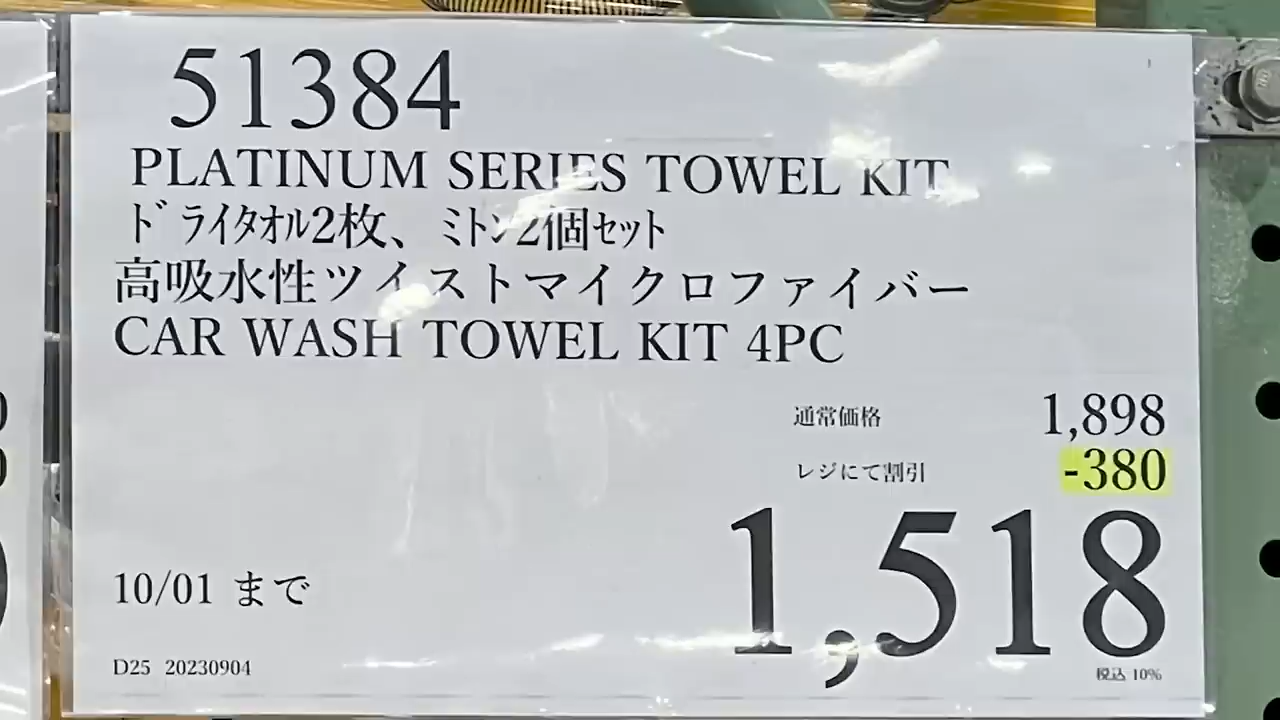 51384
PLATINUM SERIES TOWEL KIT
ﾄﾞﾗｲﾀｵﾙ2枚、ﾐﾄﾝ2個ｾｯﾄ
高吸水性ツイストマイクロファイバー
CAR WASH TOWEL KIT 4PC
通常価格 1,898
レジにて割引 -380
1,518
10/01 まで
税込 10%
D25 20230904